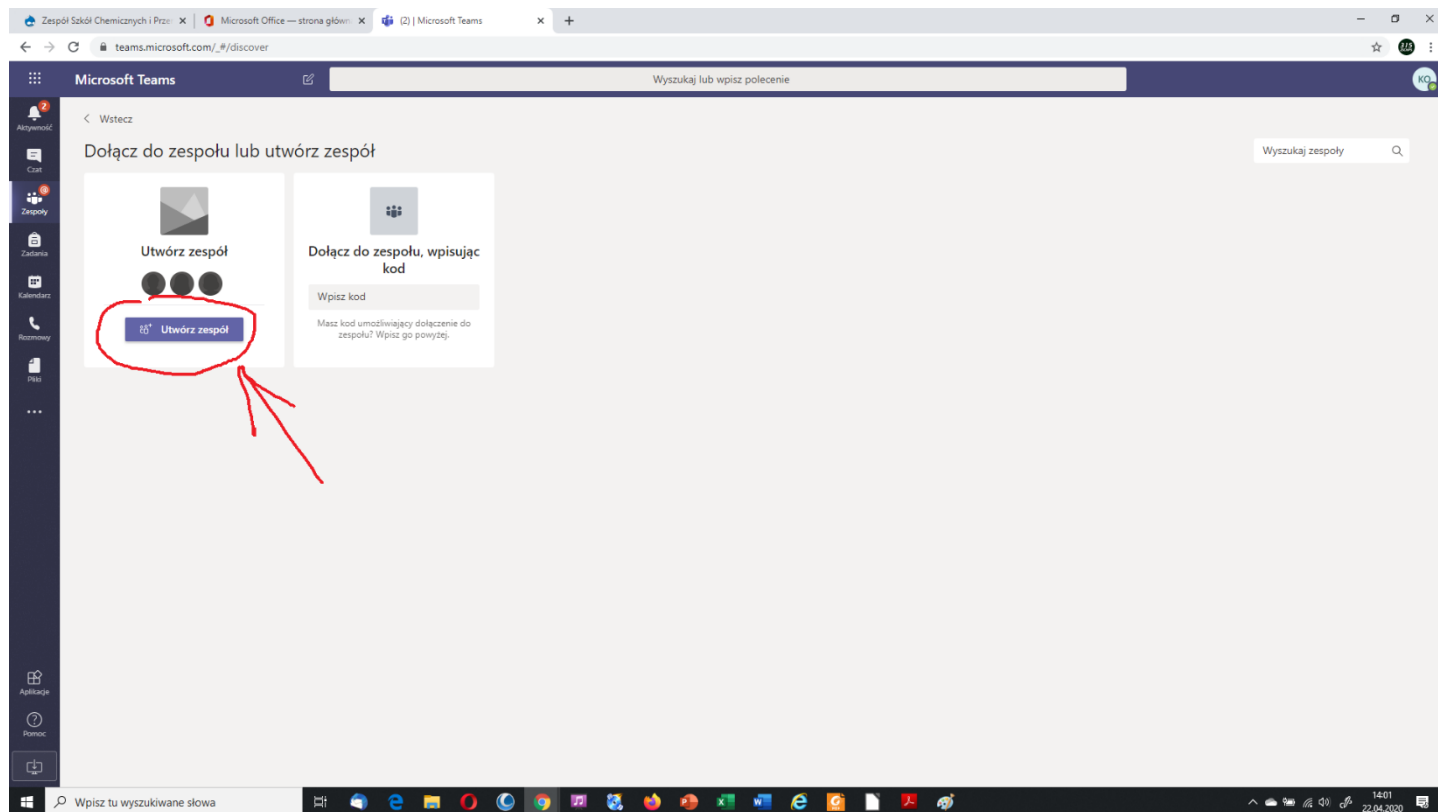 Zespół Szkół Chemicznych i Prze
Microsoft Office — strona główn
(2) | Microsoft Teams
teams.microsoft.com/_#/discover
Microsoft Teams
Wyszukaj lub wpisz polecenie
KO
2
Aktywność
Czat
Zespoły
Zadania
Kalendarz
Rozmowy
Pliki
Aplikacje
Pomoc
< Wstecz
Dołącz do zespołu lub utwórz zespół
Wyszukaj zespoły
Utwórz zespół
Utwórz zespół
Dołącz do zespołu, wpisując
kod
Wpisz kod
Masz kod umożliwiający dołączenie do
zespołu? Wpisz go powyżej.
Wpisz tu wyszukiwane słowa
14:01
22.04.2020